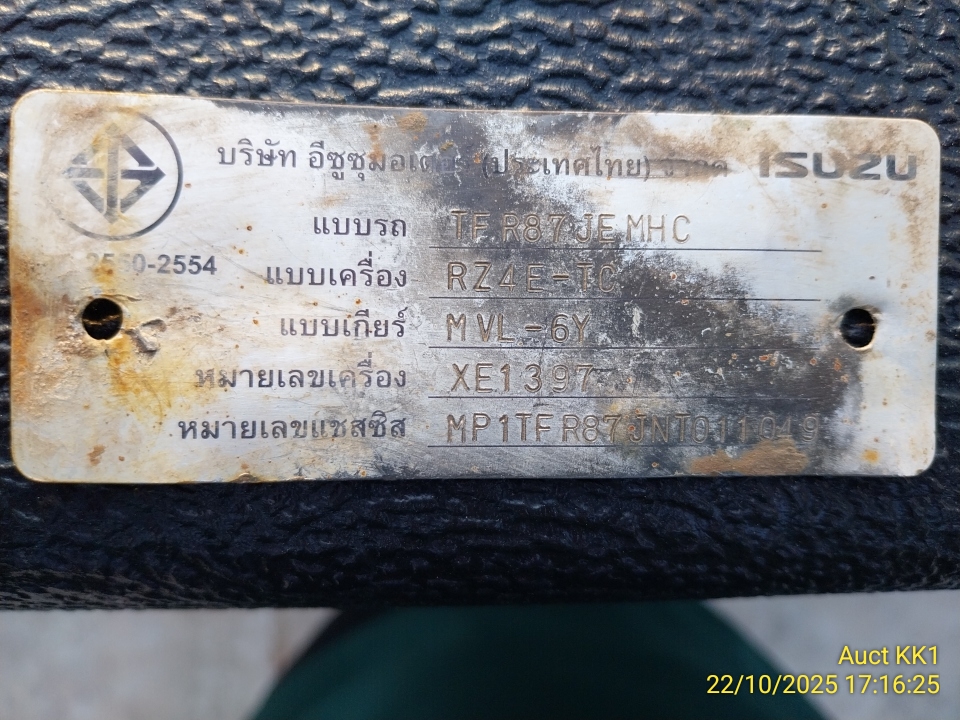 บริษัท อีซูซุมอเตอร์ (ประเทศไทย) จำกัด ISUZU
แบบรถ TFR87JEMHC
2550-2554
แบบเครื่อง RZ4E-TC
แบบเกียร์ MVL-6Y
หมายเลขเครื่อง XE1397
หมายเลขแชสซิส MP1TFR87JNT011049
Auct KK1
22/10/2025 17:16:25